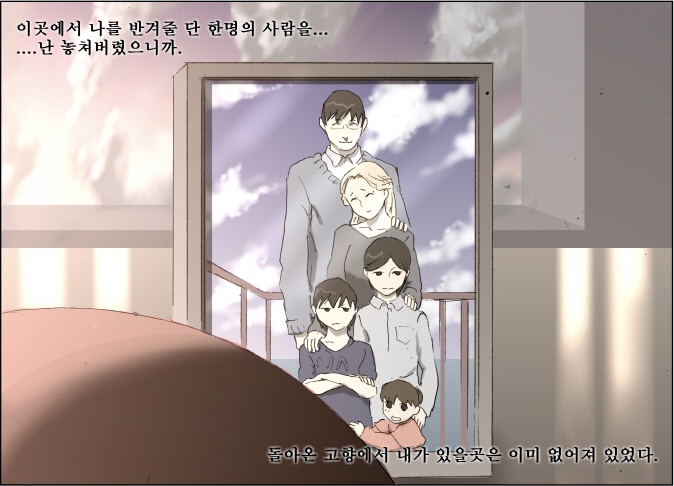 이곳에서 나를 반겨줄 단 한명의 사람을...
....난 놓쳐버렸으니까.
돌아온 고향에서 내가 있을곳은 이미 없어져 있었다.